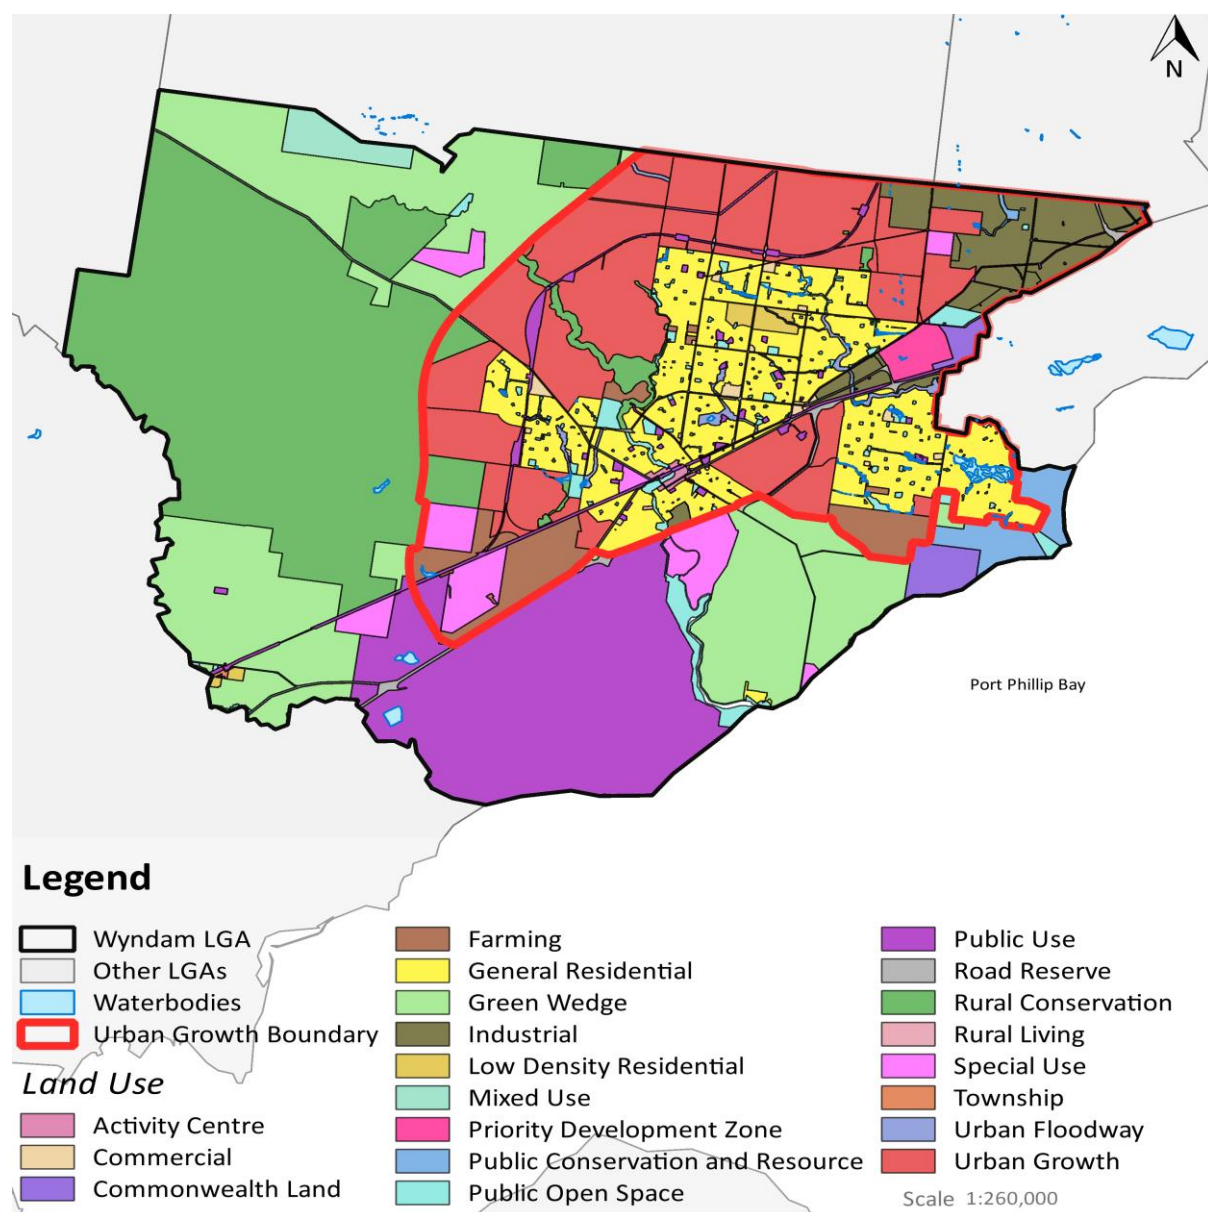 N
Port Phillip Bay
Legend
Wyndam LGA
Other LGAs
Waterbodies
Urban Growth Boundary
Land Use
Activity Centre
Commercial
Commonwealth Land
Farming
General Residential
Green Wedge
Industrial
Low Density Residential
Mixed Use
Priority Development Zone
Public Conservation and Resource
Public Open Space
Public Use
Road Reserve
Rural Conservation
Rural Living
Special Use
Township
Urban Floodway
Urban Growth
Scale 1:260,000